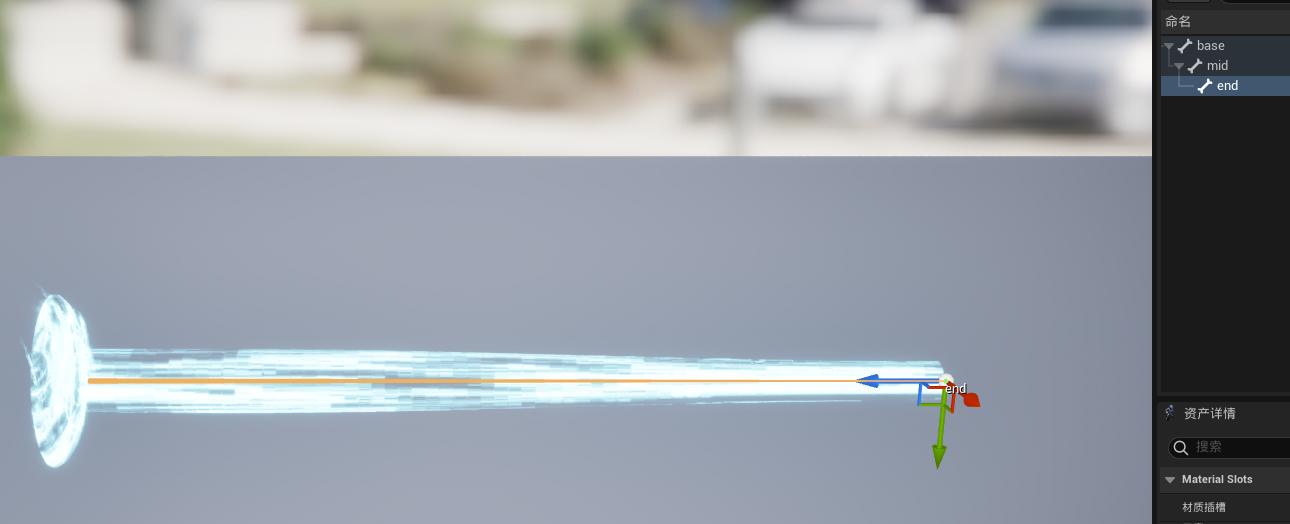 命名
base
mid
end
end
资产详情
搜索
Material Slots
材质插槽